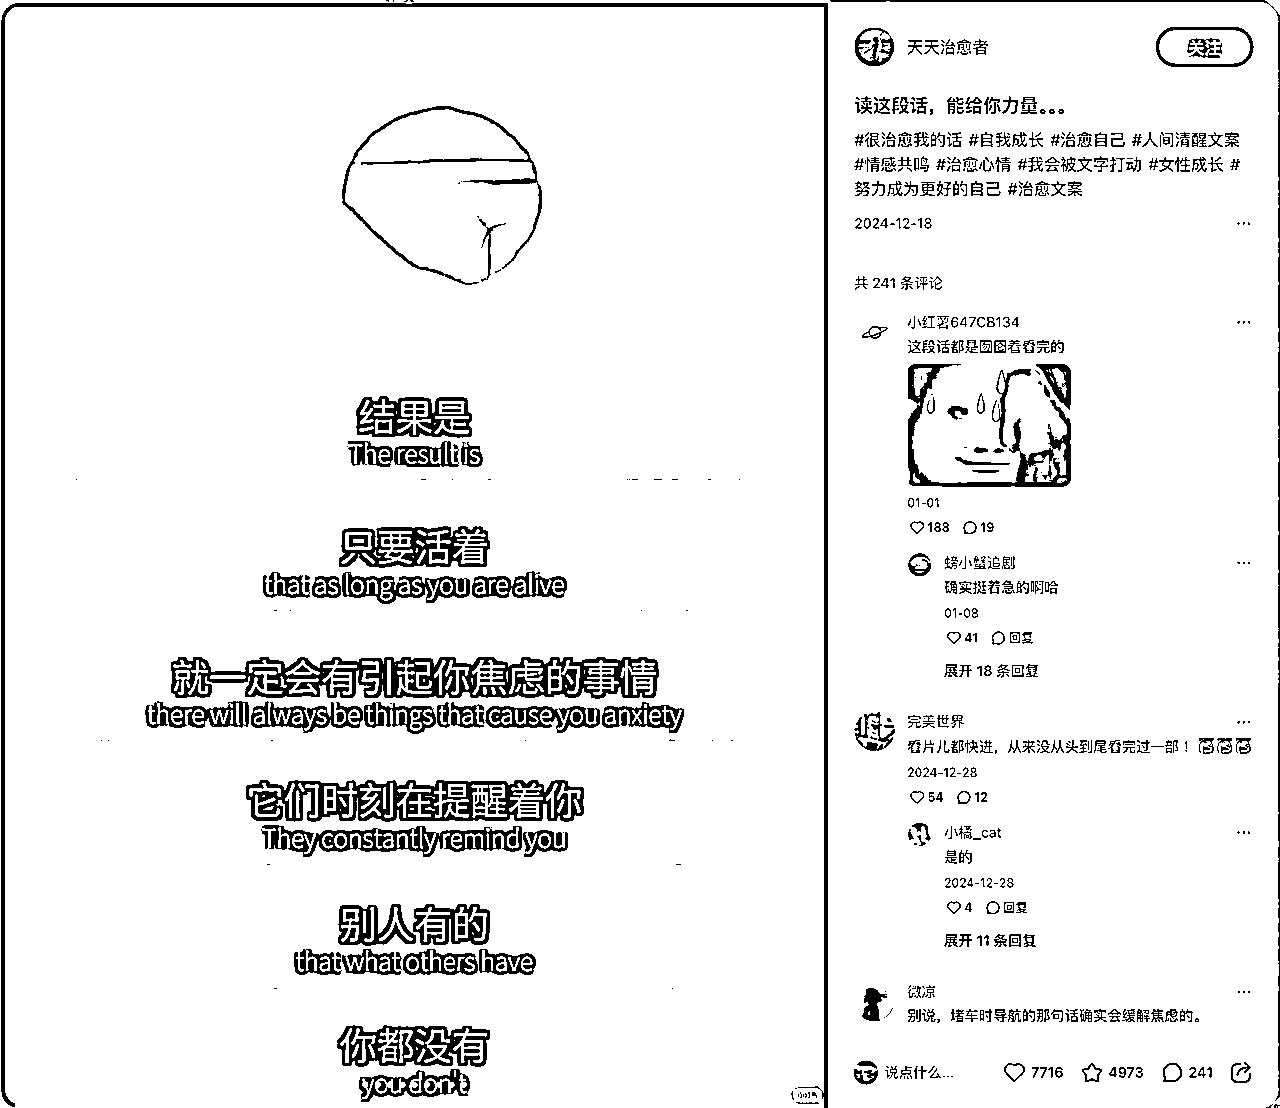 结果是
The result is
只要活着
that as long as you are alive
就一定会有引起你焦虑的事情
there will always be things that cause you anxiety
它们时刻在提醒着你
They constantly remind you
别人有的
that what others have
你都没有
you don't
天天治愈者
关注
读这段话，能给你力量。。。
#很治愈我的话 #自我成长 #治愈自己 #人间清醒文案
#情感共鸣 #治愈心情 #我会被文字打动 #女性成长 #
努力成为更好的自己 #治愈文案
2024-12-18
共 241 条评论
小红薯647CB134
这段话都是囫囵着看完的
01-01
188 19
螃小蟹追剧
确实挺着急的啊哈
01-08
41 回复
展开 18 条回复
完美世界
看片儿都快进，从来没从头到尾看完过一部！
2024-12-28
54 12
小橘_cat
是的
2024-12-28
4 回复
展开 11 条回复
微凉
别说，堵车时导航的那句话确实会缓解焦虑的。
说点什么... 7716 4973 241